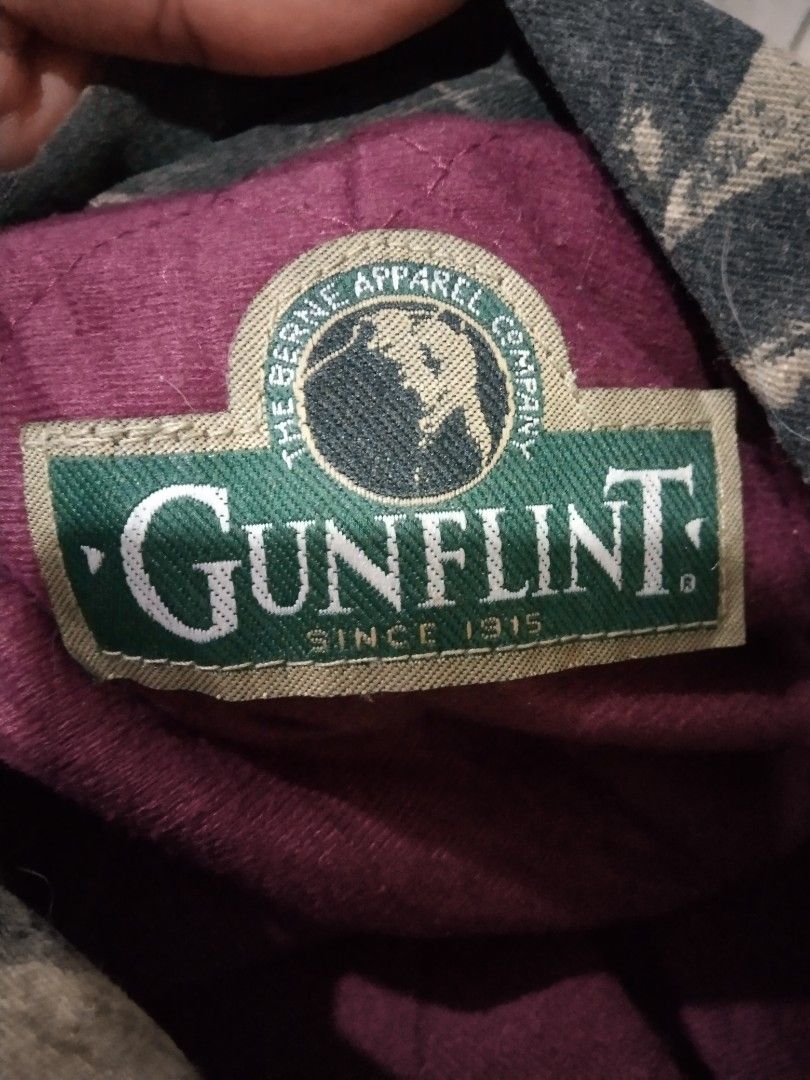 THE BERNE APPAREL COMPANY
GUNFLINT
®
SINCE 1915